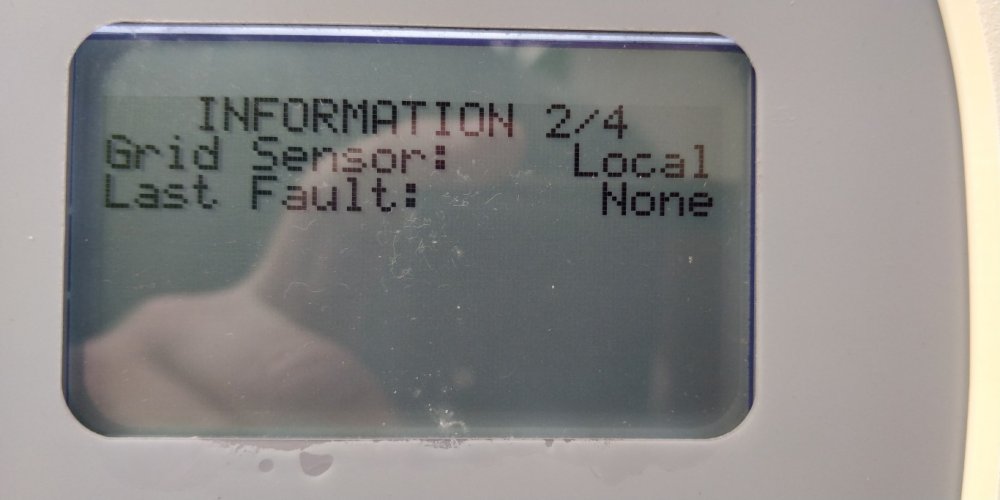 INFORMATION 2/4
Grid Sensor: Local
Last Fault: None